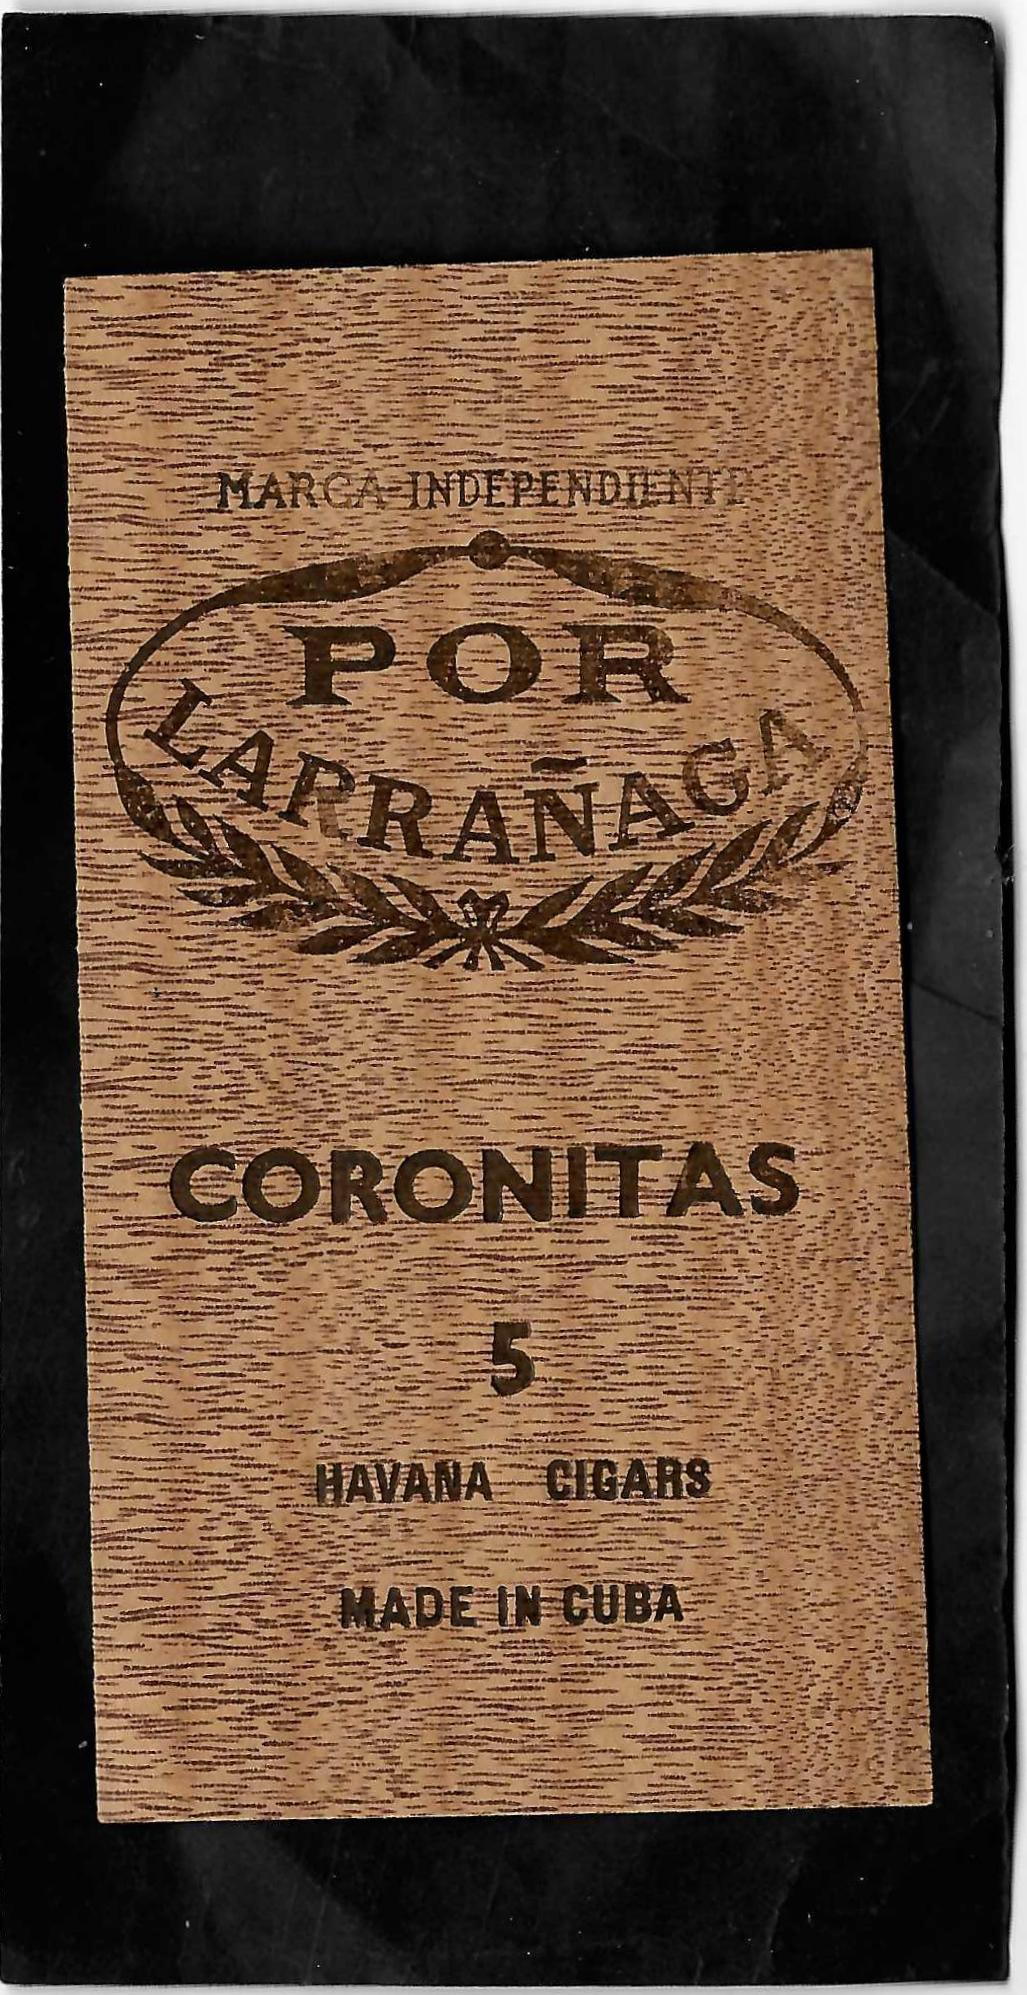 MARCA INDEPENDIENTE
POR
LARRAÑAGA
CORONITAS
5
HAVANA CIGARS
MADE IN CUBA